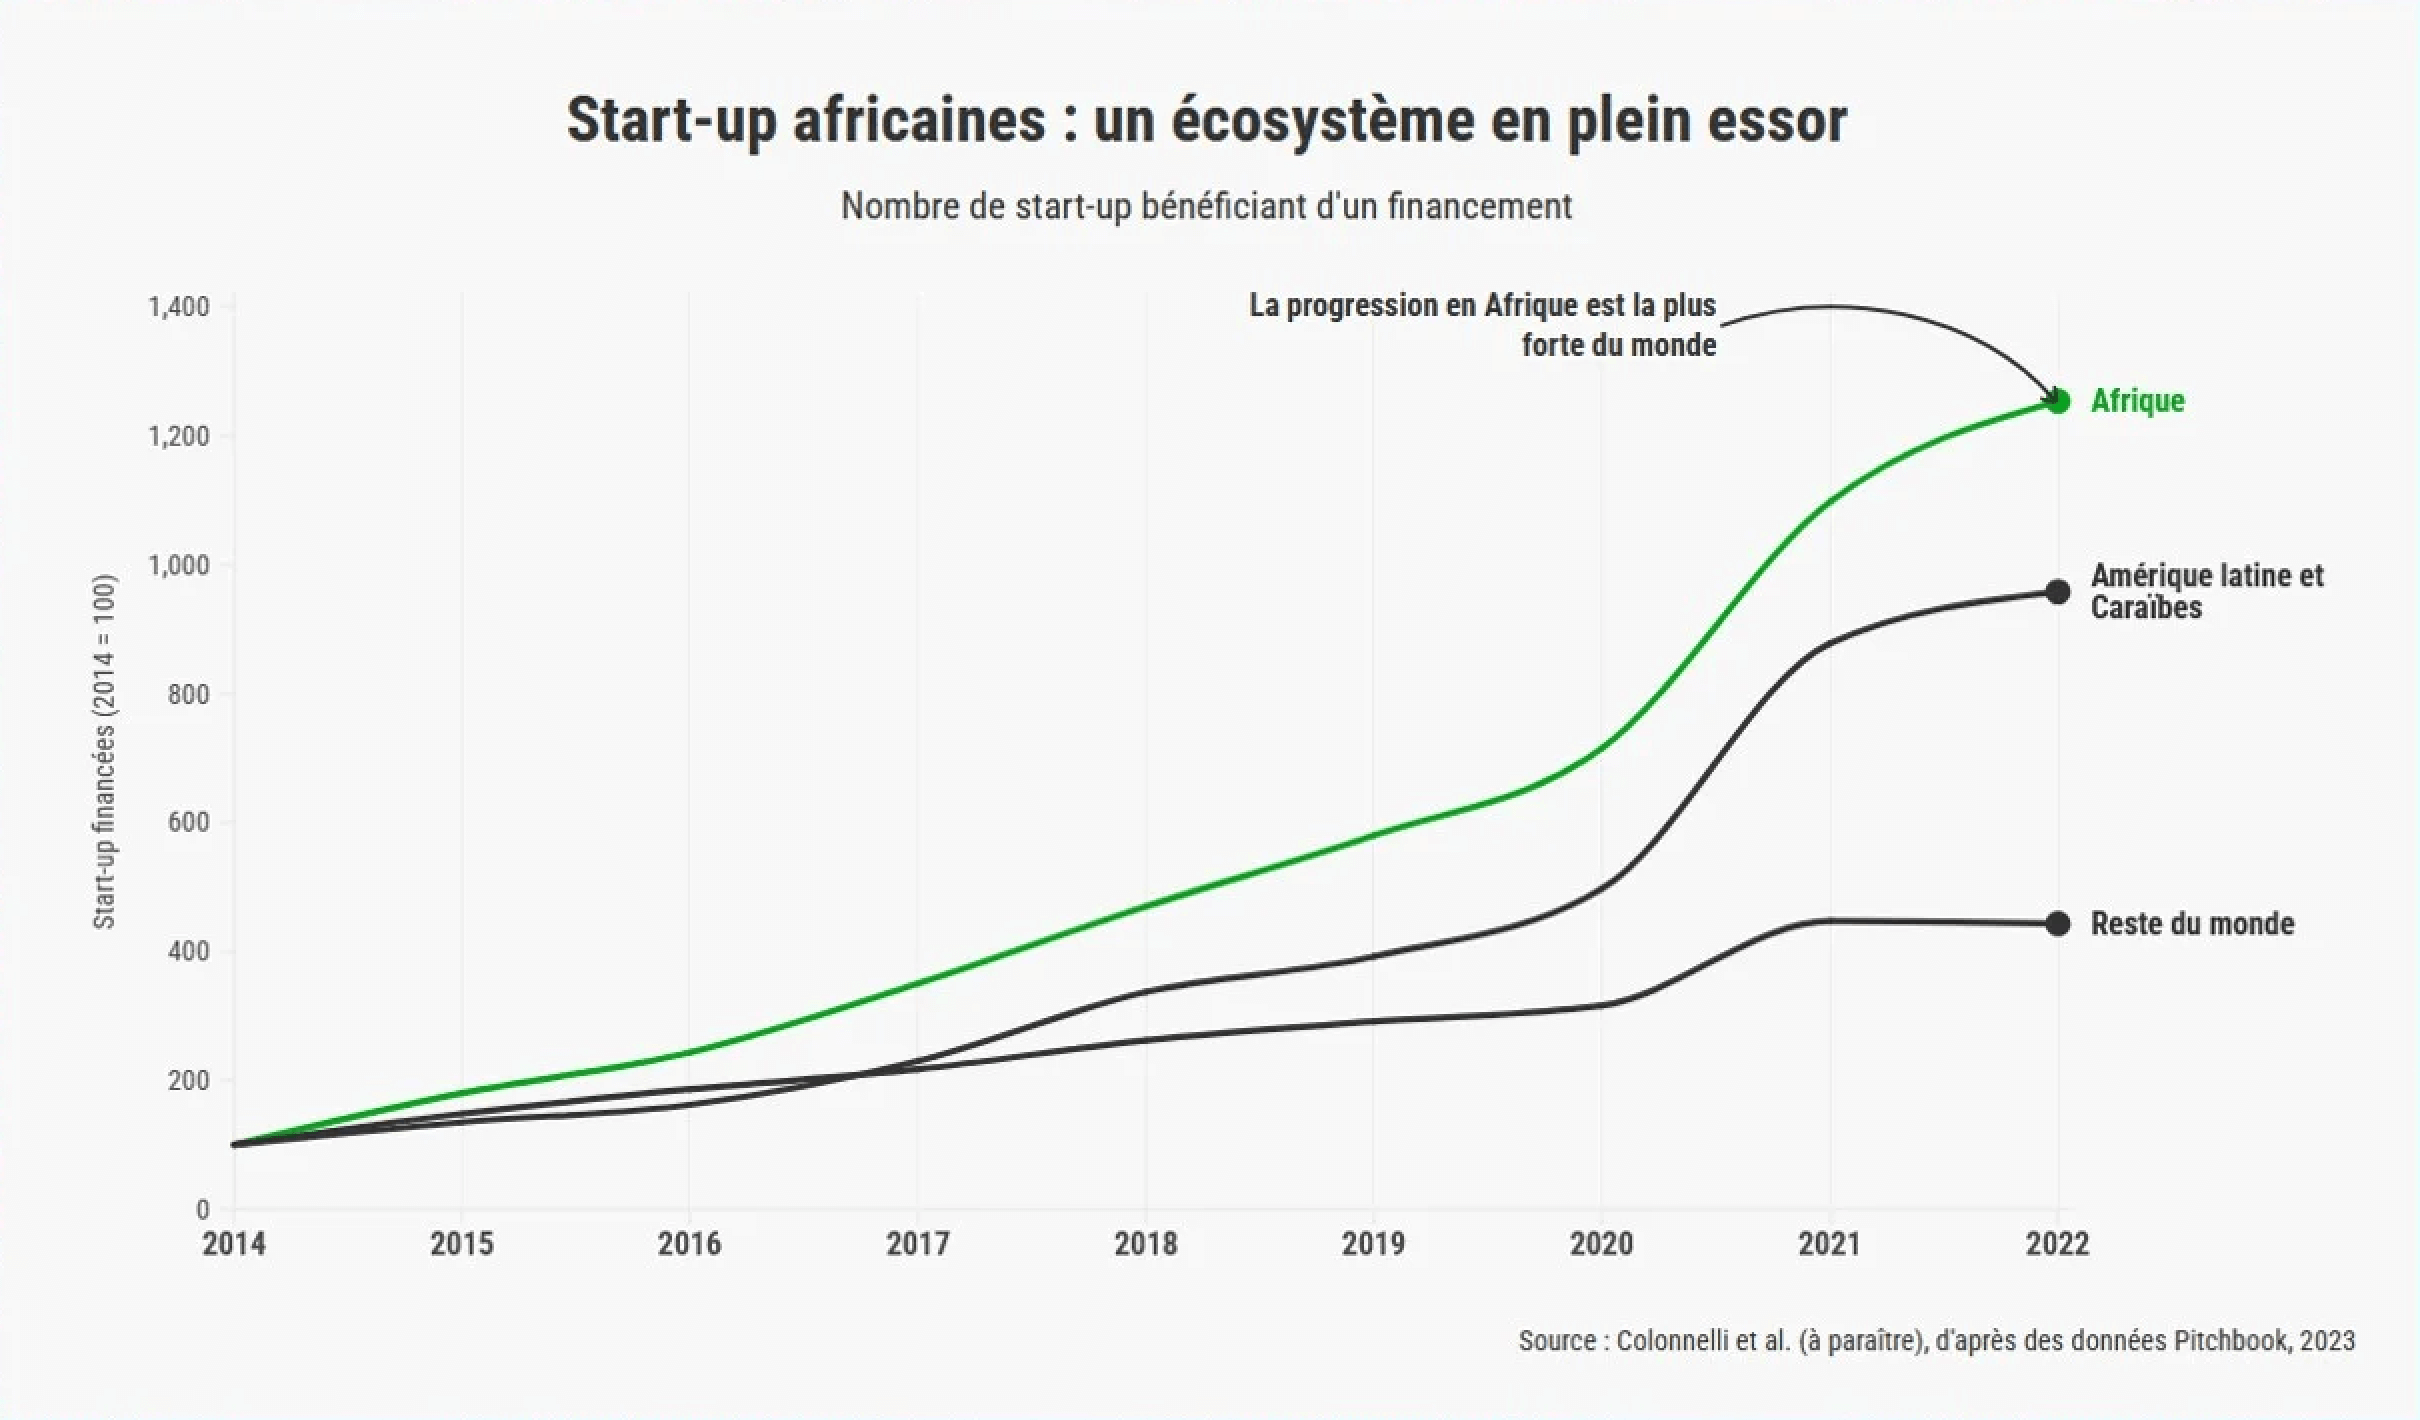 Start-up africaines : un écosystème en plein essor
Nombre de start-up bénéficiant d'un financement
La progression en Afrique est la plus
forte du monde
Start-up financées (2014 = 100)
1,400
1,200
1,000
800
600
400
200
0
Afrique
Amérique latine et
Caraïbes
Reste du monde
2014 2015 2016 2017 2018 2019 2020 2021 2022
Source : Colonnelli et al. (à paraître), d'après des données Pitchbook, 2023